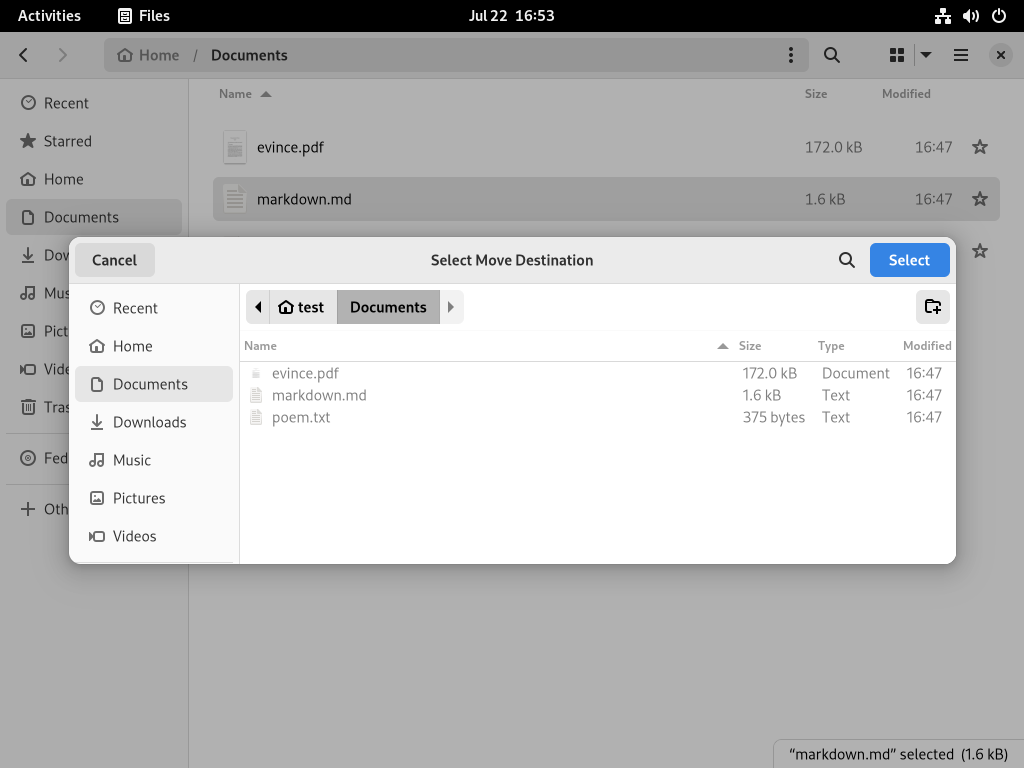 Activities Files Jul 22 16:53
Home / Documents
Name Size Modified
Recent
Starred
Home
Documents
Dow
Mus
Pict
Vide
Tras
Fed
Oth
evince.pdf 172.0 kB 16:47
markdown.md 1.6 kB 16:47
Cancel Select Move Destination Select
Recent
Home
Documents
Downloads
Music
Pictures
Videos
test Documents
Name Size Type Modified
evince.pdf 172.0 kB Document 16:47
markdown.md 1.6 kB Text 16:47
poem.txt 375 bytes Text 16:47
“markdown.md” selected (1.6 kB)